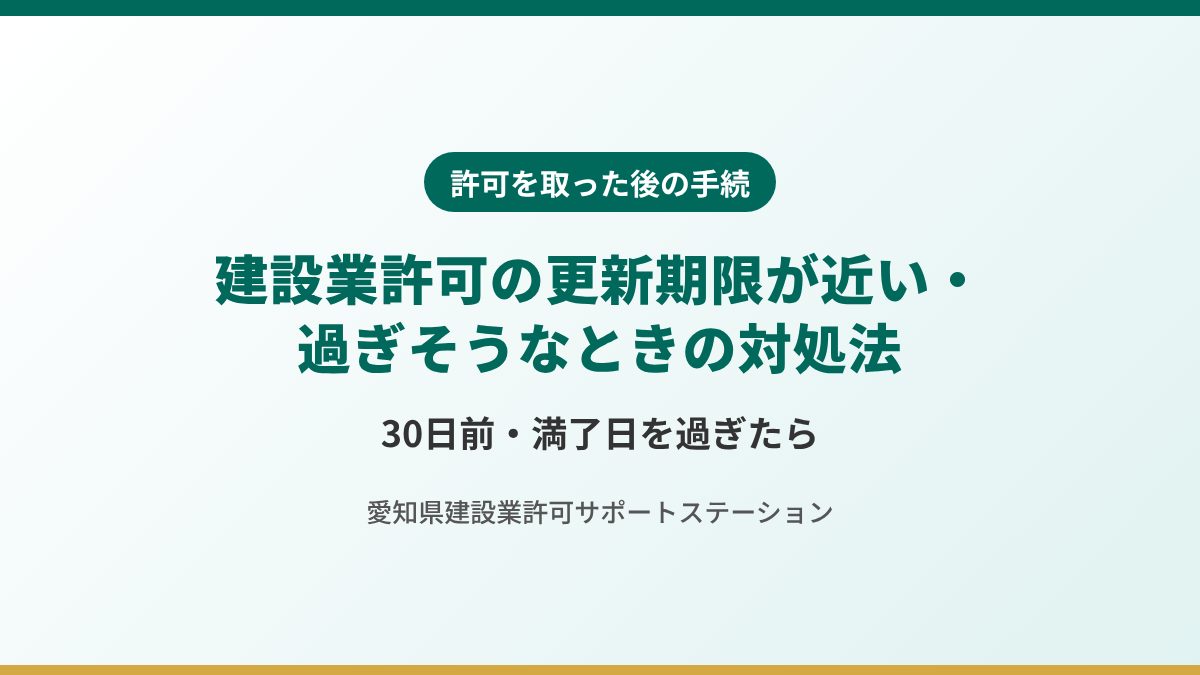 許可を取った後の手続
建設業許可の更新期限が近い・
過ぎそうなときの対処法
30日前・満了日を過ぎたら
愛知県建設業許可サポートステーション